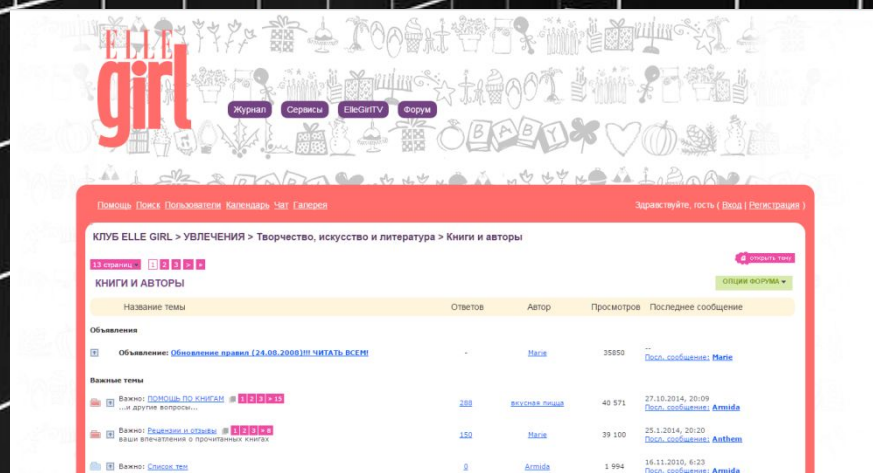 ELLE
girl
Журнал Сервисы ElleGirlTV Форум
BABY
Помощь Поиск Пользователи Календарь Чат Галерея Здравствуйте, гость ( Вход | Регистрация )
КЛУБ ELLE GIRL > УВЛЕЧЕНИЯ > Творчество, искусство и литература > Книги и авторы
13 страниц 1 2 3 > » открыть тему
КНИГИ И АВТОРЫ ОПЦИИ ФОРУМА
Название темы Ответов Автор Просмотров Последнее сообщение
Объявления
Объявление: Обновление правил (24.08.2008)!!! ЧИТАТЬ ВСЕМ! - Marie 35850 --
Посл. сообщение: Marie
Важные темы
Важно: ПОМОЩЬ ПО КНИГАМ 1 2 3 » 15 288 вкусная пицца 40 571 27.10.2014, 20:09
...и другие вопросы... Посл. сообщение: Armida
Важно: Рецензии и отзывы 1 2 3 » 8 150 Marie 39 100 25.1.2014, 20:20
ваши впечатления о прочитанных книгах Посл. сообщение: Anthem
Важно: Список тем 0 Armida 1 994 16.11.2010, 6:23
Посл. сообщение: Armida